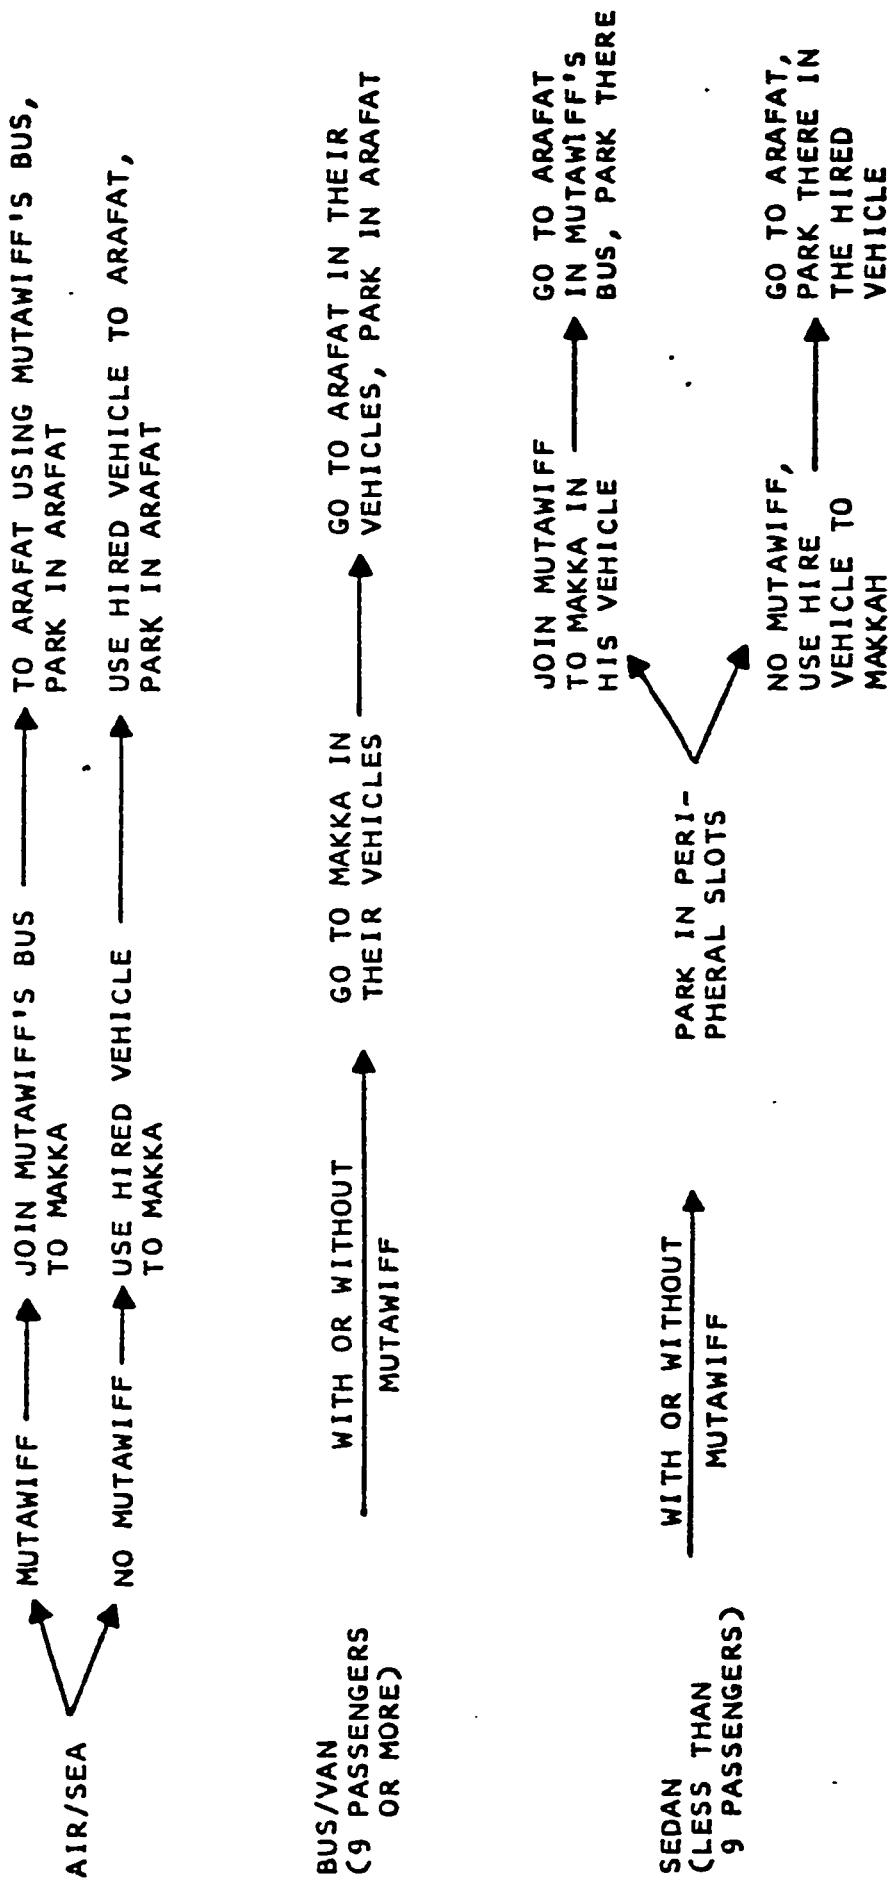 AIR/SEA
MUTAWIFF
JOIN MUTAWIFF'S BUS
TO MAKKA
TO ARAFAT USING MUTAWIFF'S BUS,
PARK IN ARAFAT
NO MUTAWIFF
USE HIRED VEHICLE
TO MAKKA
USE HIRED VEHICLE TO ARAFAT,
PARK IN ARAFAT
BUS/VAN
(9 PASSENGERS
OR MORE)
WITH OR WITHOUT
MUTAWIFF
GO TO MAKKA IN
THEIR VEHICLES
GO TO ARAFAT IN THEIR
VEHICLES, PARK IN ARAFAT
SEDAN
(LESS THAN
9 PASSENGERS)
WITH OR WITHOUT
MUTAWIFF
PARK IN PERI-
PHERAL SLOTS
JOIN MUTAWIFF
TO MAKKA IN
HIS VEHICLE
GO TO ARAFAT
IN MUTAWIFF'S
BUS, PARK THERE
NO MUTAWIFF,
USE HIRE
VEHICLE TO
MAKKAH
GO TO ARAFAT,
PARK THERE IN
THE HIRED
VEHICLE